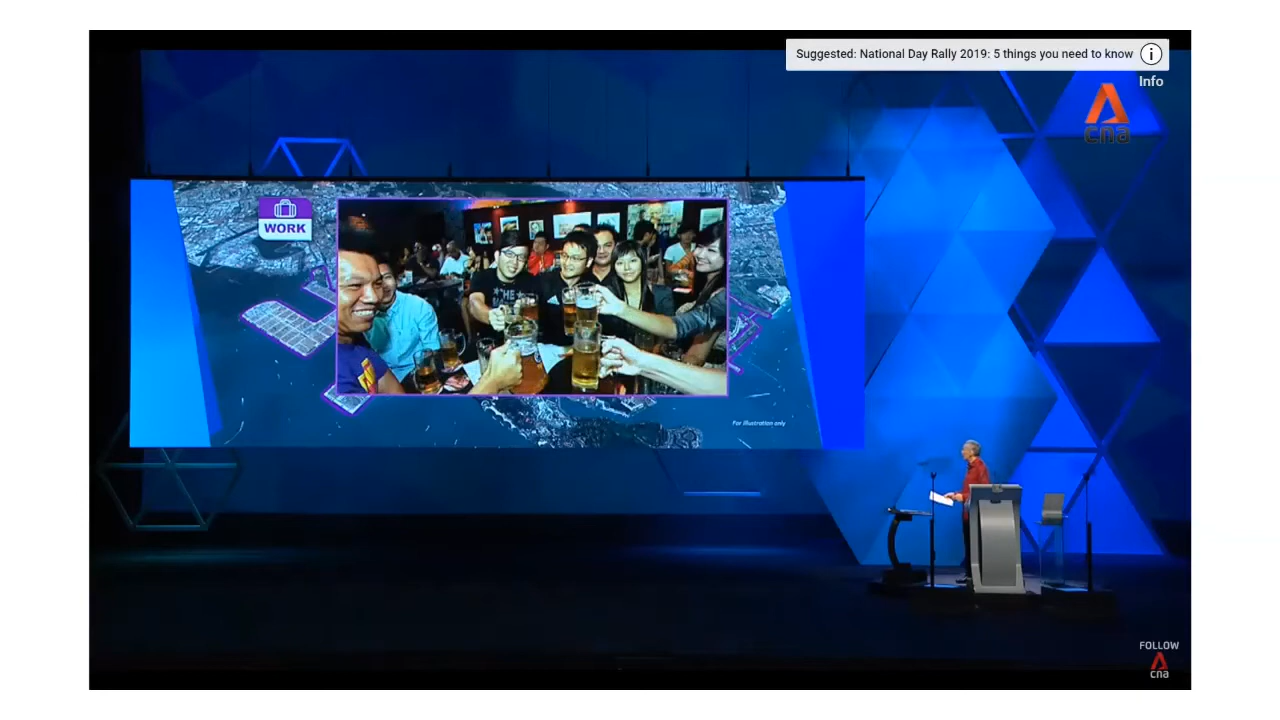 Suggested: National Day Rally 2019: 5 things you need to know
Info
cna
WORK
THE
For illustration only
FOLLOW
cna